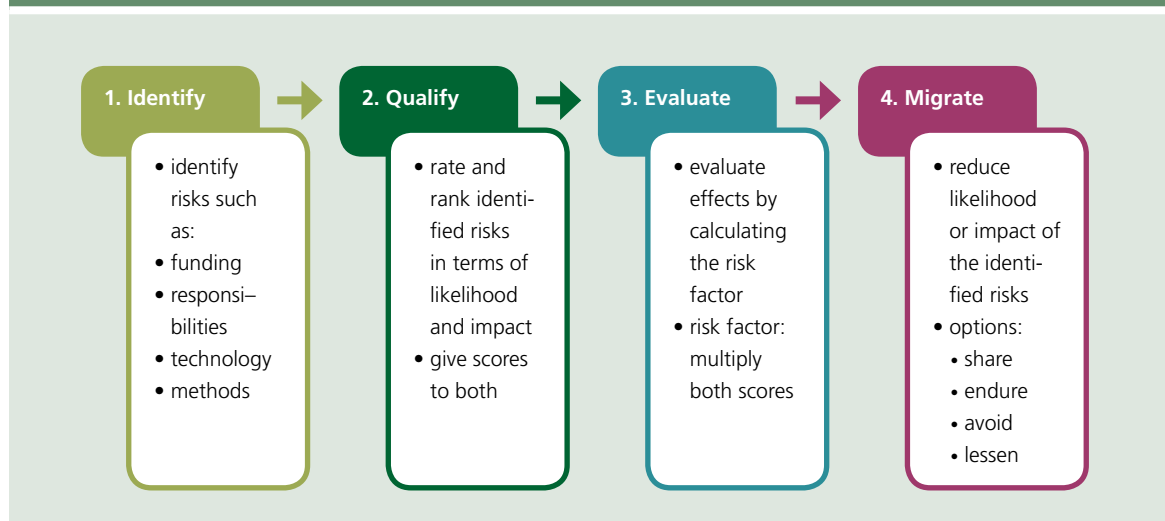 1. Identify
• identify
risks such
as:
• funding
• responsi–
bilities
• technology
• methods
2. Qualify
• rate and
rank identi-
fied risks
in terms of
likelihood
and impact
• give scores
to both
3. Evaluate
• evaluate
effects by
calculating
the risk
factor
• risk factor:
multiply
both scores
4. Migrate
• reduce
likelihood
or impact of
the identi-
fied risks
• options:
• share
• endure
• avoid
• lessen